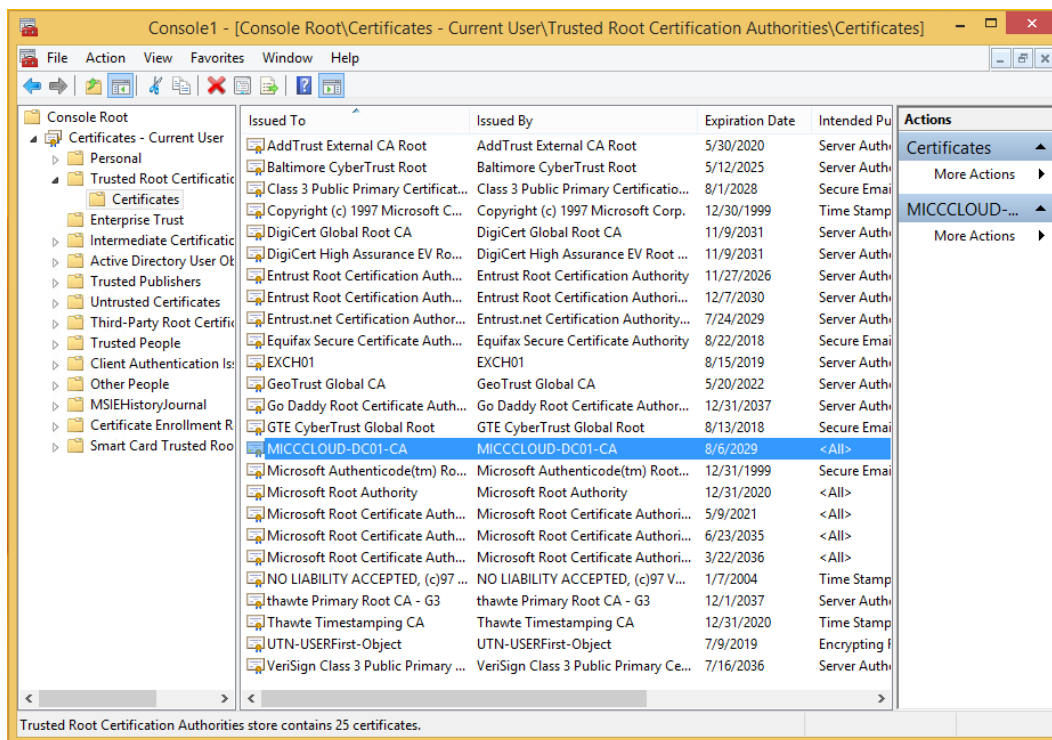 Console1 - [Console Root\Certificates - Current User\Trusted Root Certification Authorities\Certificates]
File Action View Favorites Window Help
Console Root
Certificates - Current User
Personal
Trusted Root Certificatic
Certificates
Enterprise Trust
Intermediate Certificatic
Active Directory User Ob
Trusted Publishers
Untrusted Certificates
Third-Party Root Certific
Trusted People
Client Authentication Is:
Other People
MSIEHistoryJournal
Certificate Enrollment R
Smart Card Trusted Roo
Issued To Issued By Expiration Date Intended Pu
AddTrust External CA Root AddTrust External CA Root 5/30/2020 Server Auth
Baltimore CyberTrust Root Baltimore CyberTrust Root 5/12/2025 Server Auth
Class 3 Public Primary Certificat... Class 3 Public Primary Certificatio... 8/1/2028 Secure Emai
Copyright (c) 1997 Microsoft C... Copyright (c) 1997 Microsoft Corp. 12/30/1999 Time Stamp
DigiCert Global Root CA DigiCert Global Root CA 11/9/2031 Server Auth
DigiCert High Assurance EV Ro... DigiCert High Assurance EV Root ... 11/9/2031 Server Auth
Entrust Root Certification Auth... Entrust Root Certification Authority 11/27/2026 Server Auth
Entrust Root Certification Auth... Entrust Root Certification Authori... 12/7/2030 Server Auth
Entrust.net Certification Author... Entrust.net Certification Authority... 7/24/2029 Server Auth
Equifax Secure Certificate Auth... Equifax Secure Certificate Authority 8/22/2018 Secure Emai
EXCH01 EXCH01 8/15/2019 Server Auth
GeoTrust Global CA GeoTrust Global CA 5/20/2022 Server Auth
Go Daddy Root Certificate Auth... Go Daddy Root Certificate Author... 12/31/2037 Server Auth
GTE CyberTrust Global Root GTE CyberTrust Global Root 8/13/2018 Secure Emai
MICCCLOUD-DC01-CA MICCCLOUD-DC01-CA 8/6/2029 <All>
Microsoft Authenticode(tm) Ro... Microsoft Authenticode(tm) Root... 12/31/1999 Secure Emai
Microsoft Root Authority Microsoft Root Authority 12/31/2020 <All>
Microsoft Root Certificate Auth... Microsoft Root Certificate Authori... 5/9/2021 <All>
Microsoft Root Certificate Auth... Microsoft Root Certificate Authori... 6/23/2035 <All>
Microsoft Root Certificate Auth... Microsoft Root Certificate Authori... 3/22/2036 <All>
NO LIABILITY ACCEPTED, (c)97 ... NO LIABILITY ACCEPTED, (c)97 V... 1/7/2004 Time Stamp
thawte Primary Root CA - G3 thawte Primary Root CA - G3 12/1/2037 Server Auth
Thawte Timestamping CA Thawte Timestamping CA 12/31/2020 Time Stamp
UTN-USERFirst-Object UTN-USERFirst-Object 7/9/2019 Encrypting F
VeriSign Class 3 Public Primary ... VeriSign Class 3 Public Primary Ce... 7/16/2036 Server Auth
Actions
Certificates
More Actions
MICCCLOUD-...
More Actions
Trusted Root Certification Authorities store contains 25 certificates.